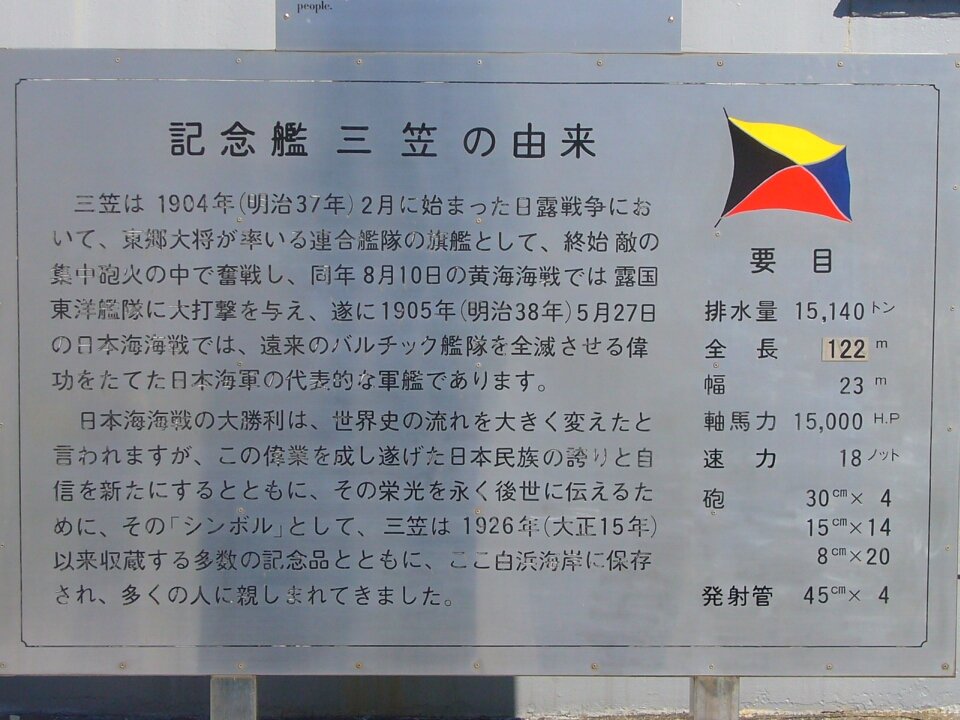 people.
記念艦 三笠の由来
三笠は 1904年(明治37年)2月に始まった日露戦争にお
いて、東郷大将が率いる連合艦隊の旗艦として、終始敵の
集中砲火の中で奮戦し、同年8月10日の黄海海戦では露国
東洋艦隊に大打撃を与え、遂に1905年(明治38年)5月27日
の日本海海戦では、遠来のバルチック艦隊を全滅させる偉
功をたてた日本海軍の代表的な軍艦であります。
日本海海戦の大勝利は、世界史の流れを大きく変えたと
言われますが、この偉業を成し遂げた日本民族の誇りと自
信を新たにするとともに、その栄光を永く後世に伝えるた
めに、その「シンボル」として、三笠は 1926年(大正15年)
以来収蔵する多数の記念品とともに、ここ白浜海岸に保存
され、多くの人に親しまれてきました。
要目
排水量 15,140トン
全長 122m
幅 23m
軸馬力 15,000H.P
速力 18ノット
砲 30cm× 4
15cm×14
8cm×20
発射管 45cm× 4